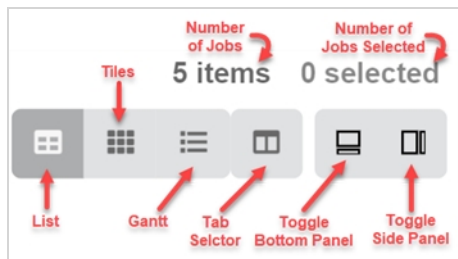 Number
of Jobs
Number of
Jobs Selected
Tiles
5 items
0 selected
List
Gantt
Tab
Selctor
Toggle
Bottom Panel
Toggle
Side Panel